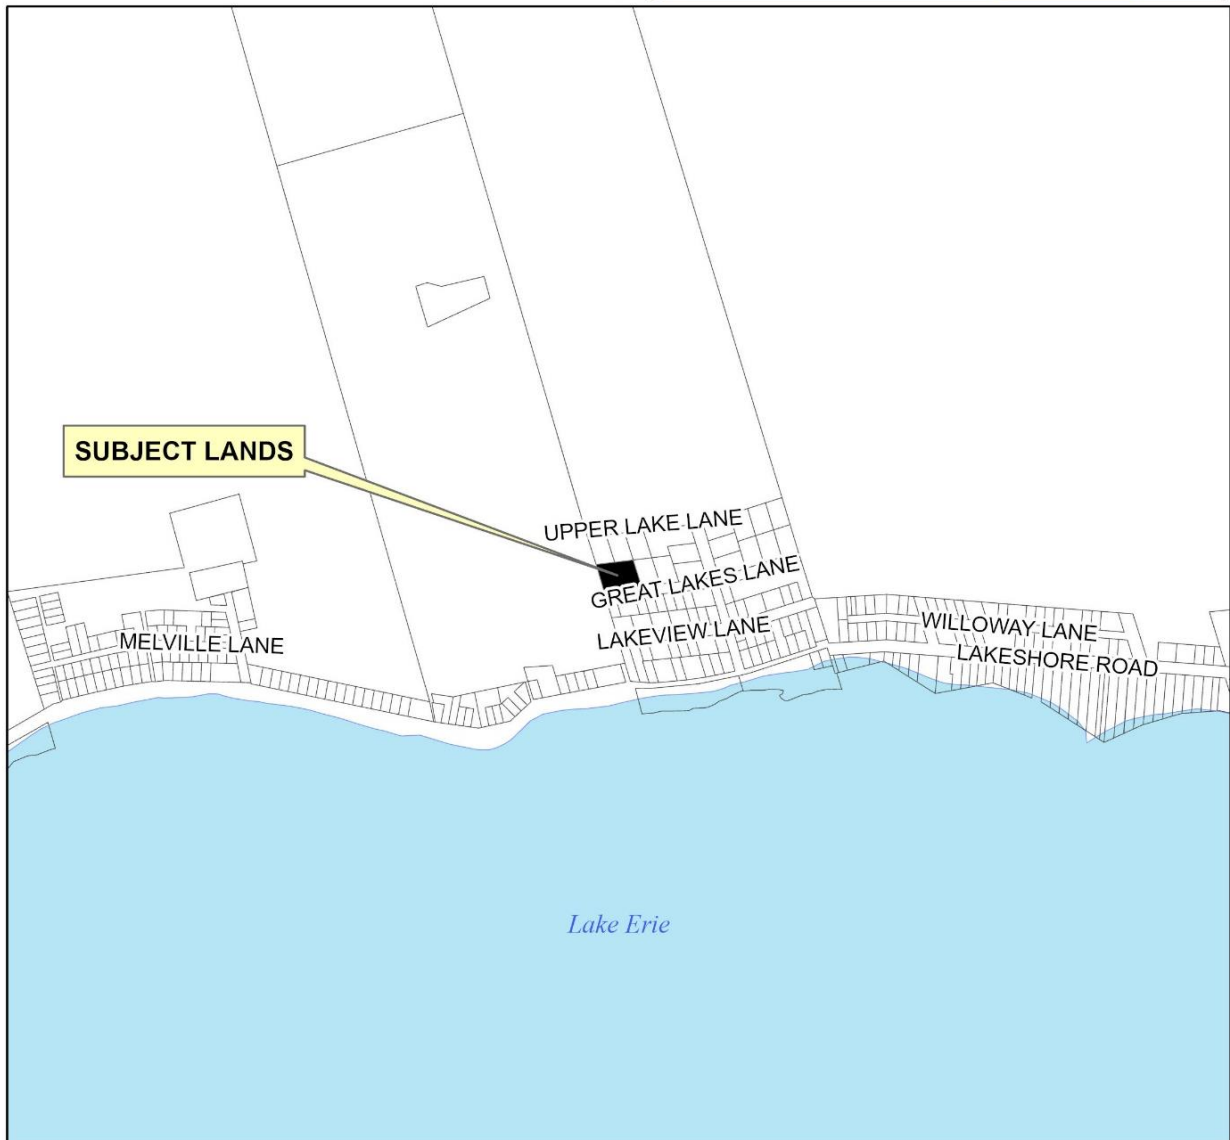 SUBJECT LANDS
UPPER LAKE LANE
GREAT LAKES LANE
LAKEVIEW LANE
MELVILLE LANE
WILLOWAY LANE
LAKESHORE ROAD
Lake Erie